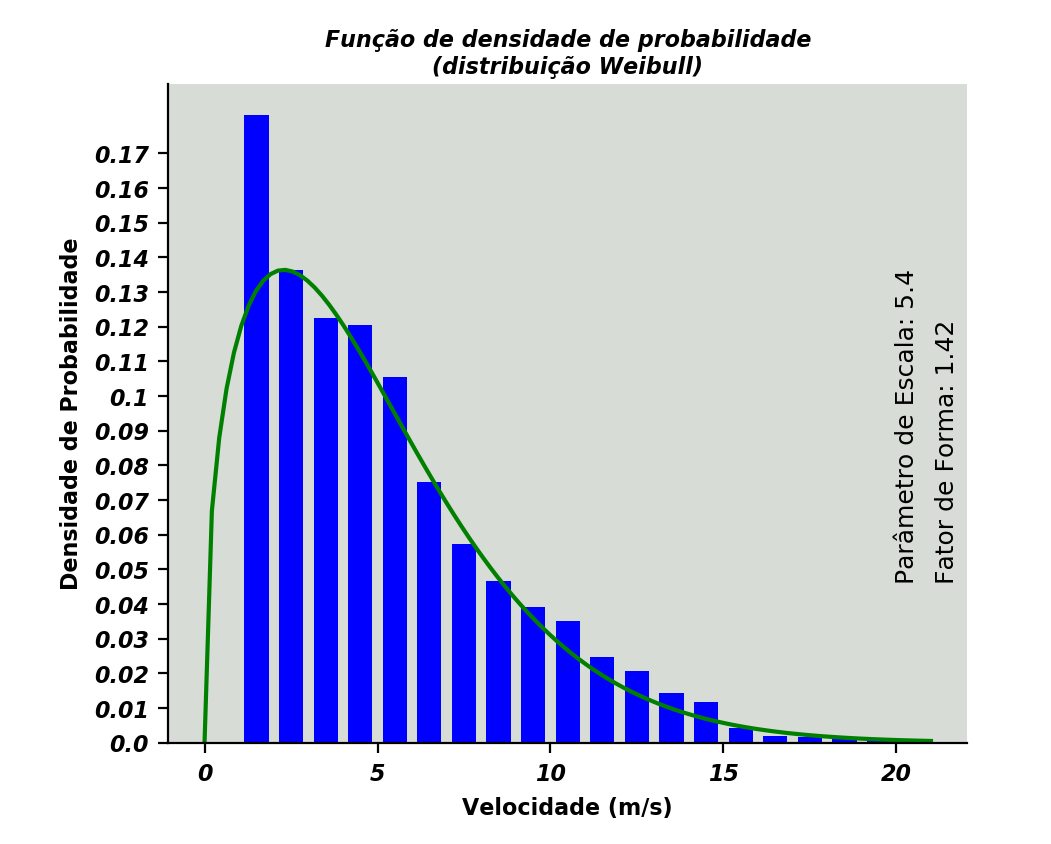 Função de densidade de probabilidade
(distribuição Weibull)
Densidade de Probabilidade
0.17
0.16
0.15
0.14
0.13
0.12
0.11
0.1
0.09
0.08
0.07
0.06
0.05
0.04
0.03
0.02
0.01
0.0
Parâmetro de Escala: 5.4
Fator de Forma: 1.42
0 5 10 15 20
Velocidade (m/s)